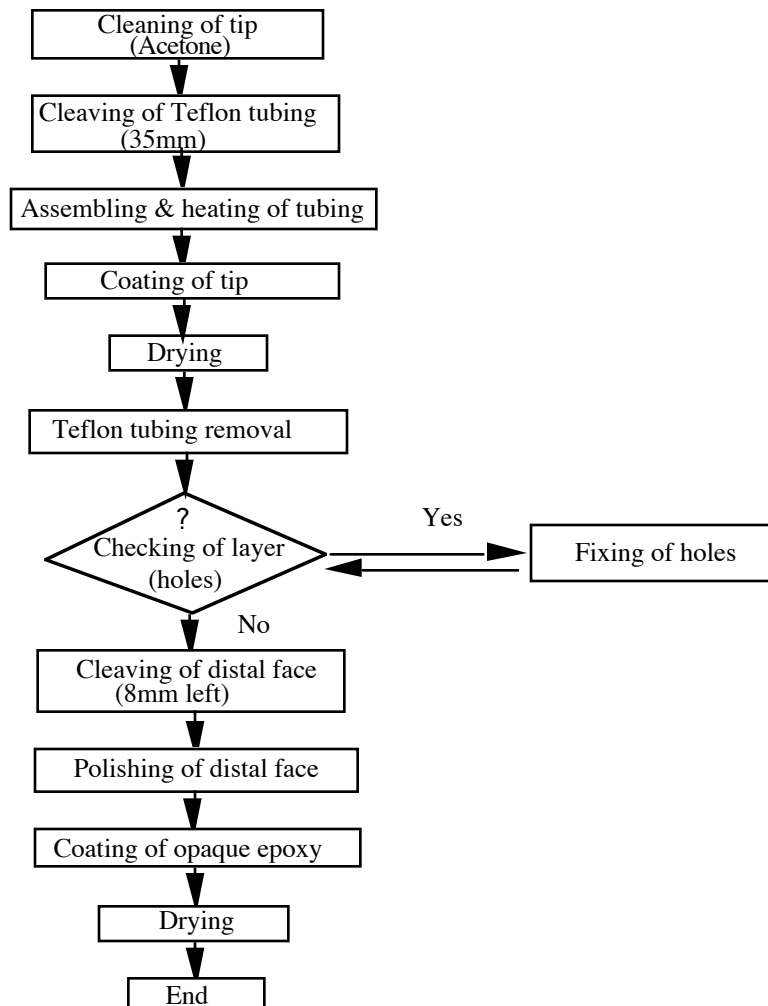 Cleaning of tip
(Acetone)
Cleaving of Teflon tubing
(35mm)
Assembling & heating of tubing
Coating of tip
Drying
Teflon tubing removal
?
Checking of layer
(holes)
Yes
Fixing of holes
No
Cleaving of distal face
(8mm left)
Polishing of distal face
Coating of opaque epoxy
Drying
End